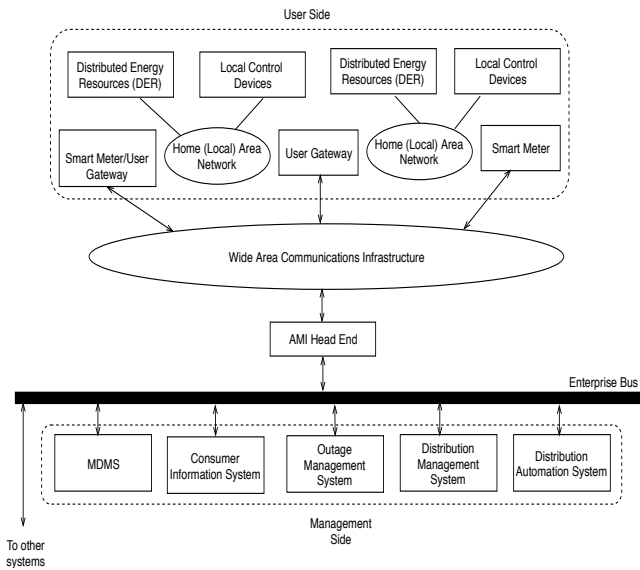 User Side
Distributed Energy
Resources (DER)
Local Control
Devices
Distributed Energy
Resources (DER)
Local Control
Devices
Smart Meter/User
Gateway
Home (Local) Area
Network
User Gateway
Home (Local) Area
Network
Smart Meter
Wide Area Communications Infrastructure
AMI Head End
Enterprise Bus
MDMS
Consumer
Information System
Outage
Management
System
Distribution
Management
System
Distribution
Automation System
Management
Side
To other
systems